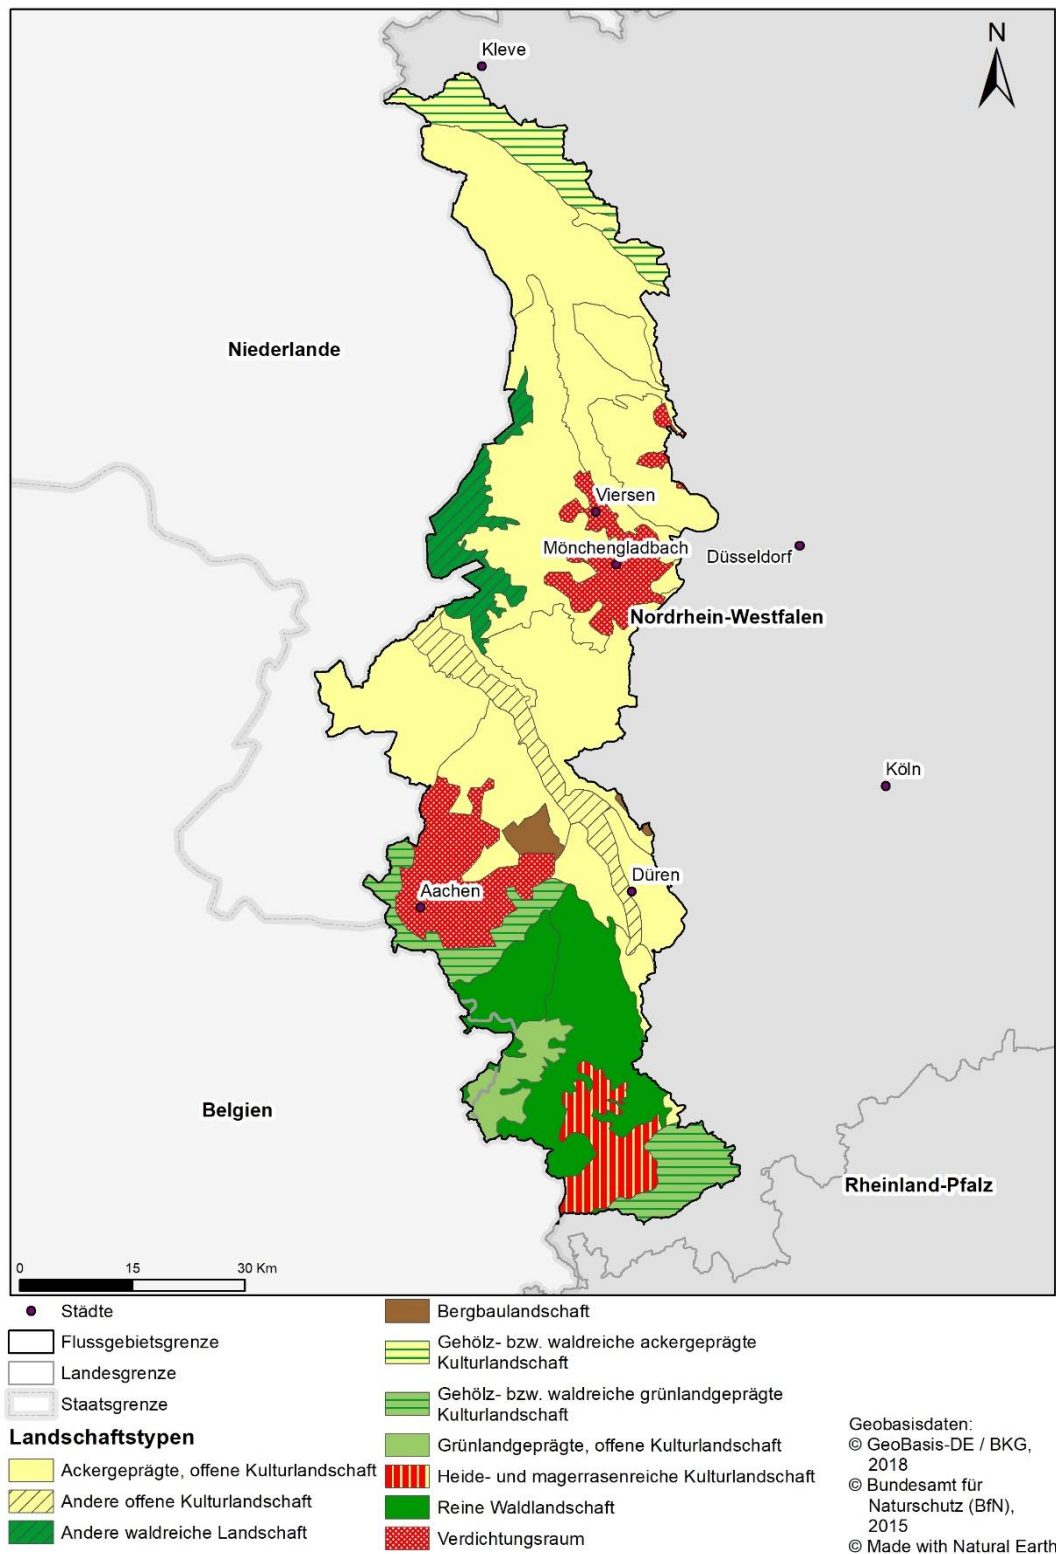 Kleve
N
Niederlande
Viersen
Mönchengladbach
Düsseldorf
Nordrhein-Westfalen
Köln
Düren
Aachen
Belgien
Rheinland-Pfalz
0 15 30 Km
Städte
Flussgebietsgrenze
Landesgrenze
Staatsgrenze
Landschaftstypen
Ackergeprägte, offene Kulturlandschaft
Andere offene Kulturlandschaft
Andere waldreiche Landschaft
Bergbaulandschaft
Gehölz- bzw. waldreiche ackergeprägte
Kulturlandschaft
Gehölz- bzw. waldreiche grünlandgeprägte
Kulturlandschaft
Grünlandgeprägte, offene Kulturlandschaft
Heide- und magerrasenreiche Kulturlandschaft
Reine Waldlandschaft
Verdichtungsraum
Geobasisdaten:
© GeoBasis-DE / BKG,
2018
© Bundesamt für
Naturschutz (BfN),
2015
© Made with Natural Earth